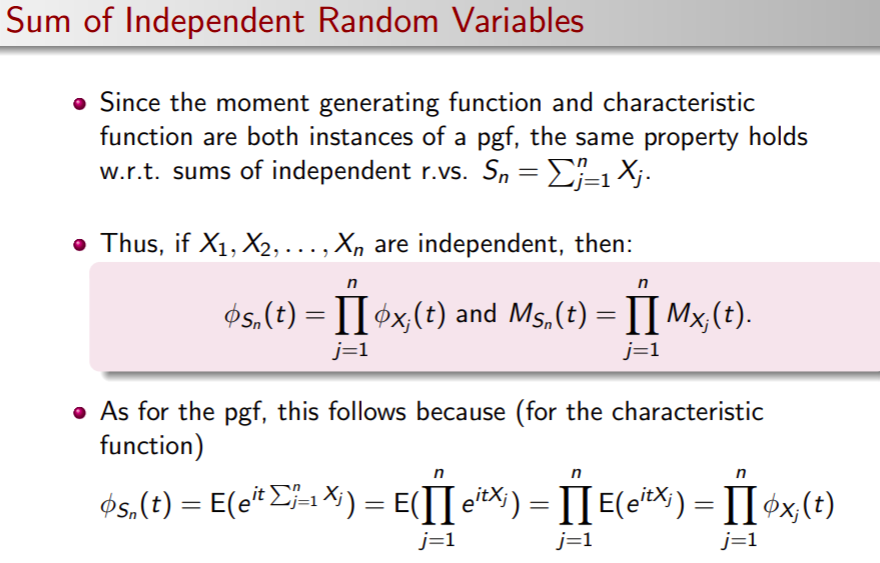 Sum of Independent Random Variables
Since the moment generating function and characteristic
function are both instances of a pgf, the same property holds
w.r.t. sums of independent r.vs. $S_n = \sum_{j=1}^{n} X_j$.
Thus, if $X_1, X_2, \ldots, X_n$ are independent, then:
$\phi_{S_n}(t) = \prod_{j=1}^{n} \phi_{X_j}(t)$ and $M_{S_n}(t) = \prod_{j=1}^{n} M_{X_j}(t)$.
As for the pgf, this follows because (for the characteristic
function)
$\phi_{S_n}(t) = \mathsf{E}(e^{it \sum_{j=1}^{n} X_j}) = \mathsf{E}(\prod_{j=1}^{n} e^{itX_j}) = \prod_{j=1}^{n} \mathsf{E}(e^{itX_j}) = \prod_{j=1}^{n} \phi_{X_j}(t)$